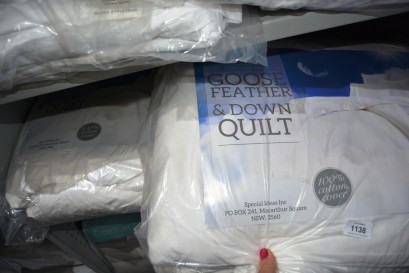 GOOSE
FEATHER
& DOWN
QUILT
100%
cotton
cover
Special Ideas Inc
PO BOX 241, Macarthur Square
NSW, 2560
1138